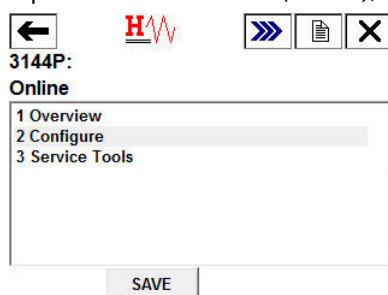 H
3144P:
Online
1 Overview
2 Configure
3 Service Tools
SAVE